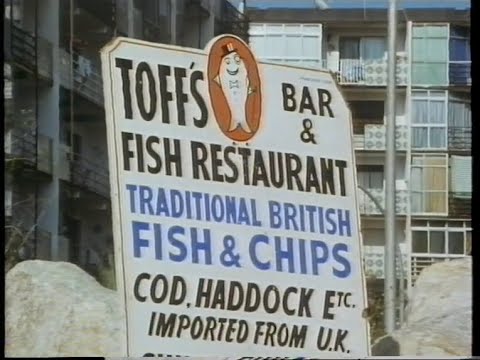 TOFF'S
BAR
&
FISH RESTAURANT
TRADITIONAL BRITISH
FISH & CHIPS
COD, HADDOCK ETC.
IMPORTED FROM U.K.